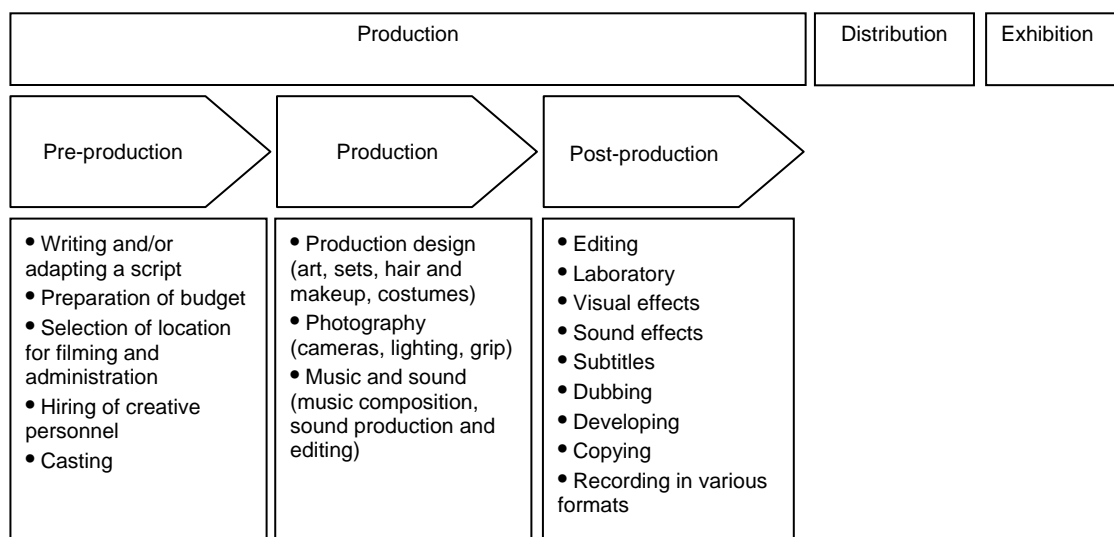 Production
Distribution
Exhibition
Pre-production
Production
Post-production
• Writing and/or
adapting a script
• Preparation of budget
• Selection of location
for filming and
administration
• Hiring of creative
personnel
• Casting
• Production design
(art, sets, hair and
makeup, costumes)
• Photography
(cameras, lighting, grip)
• Music and sound
(music composition,
sound production and
editing)
• Editing
• Laboratory
• Visual effects
• Sound effects
• Subtitles
• Dubbing
• Developing
• Copying
• Recording in various
formats